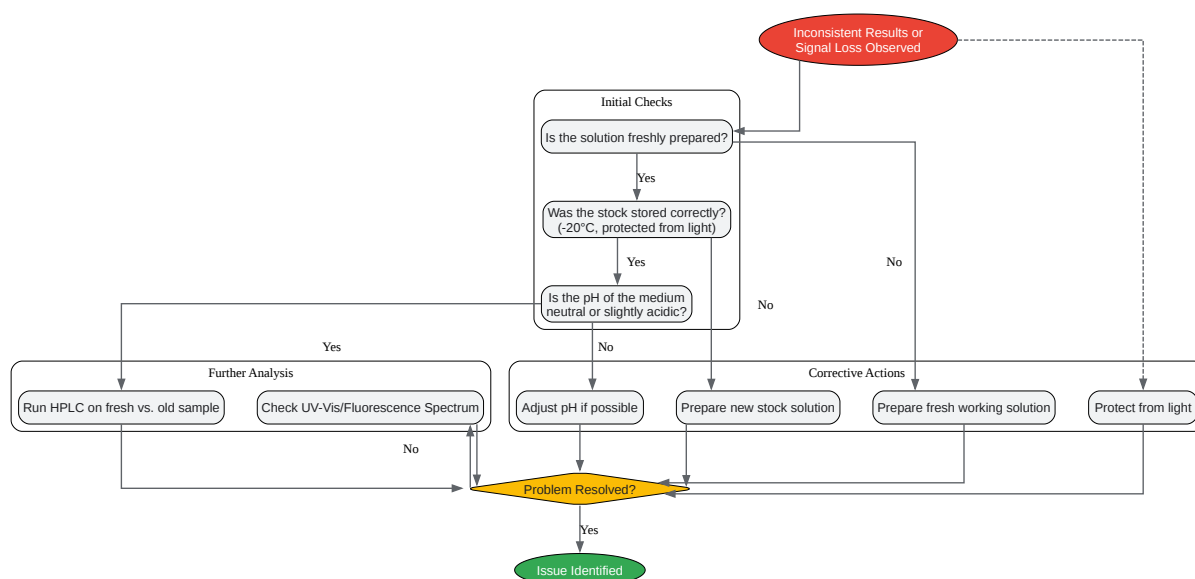 Inconsistent Results or
Signal Loss Observed
Initial Checks
Is the solution freshly prepared?
Yes
Was the stock stored correctly?
(-20°C, protected from light)
Yes
No
Is the pH of the medium
neutral or slightly acidic?
No
Yes
No
Further Analysis
Corrective Actions
Run HPLC on fresh vs. old sample
Check UV-Vis/Fluorescence Spectrum
Adjust pH if possible
Prepare new stock solution
Prepare fresh working solution
Protect from light
No
Problem Resolved?
Yes
Issue Identified